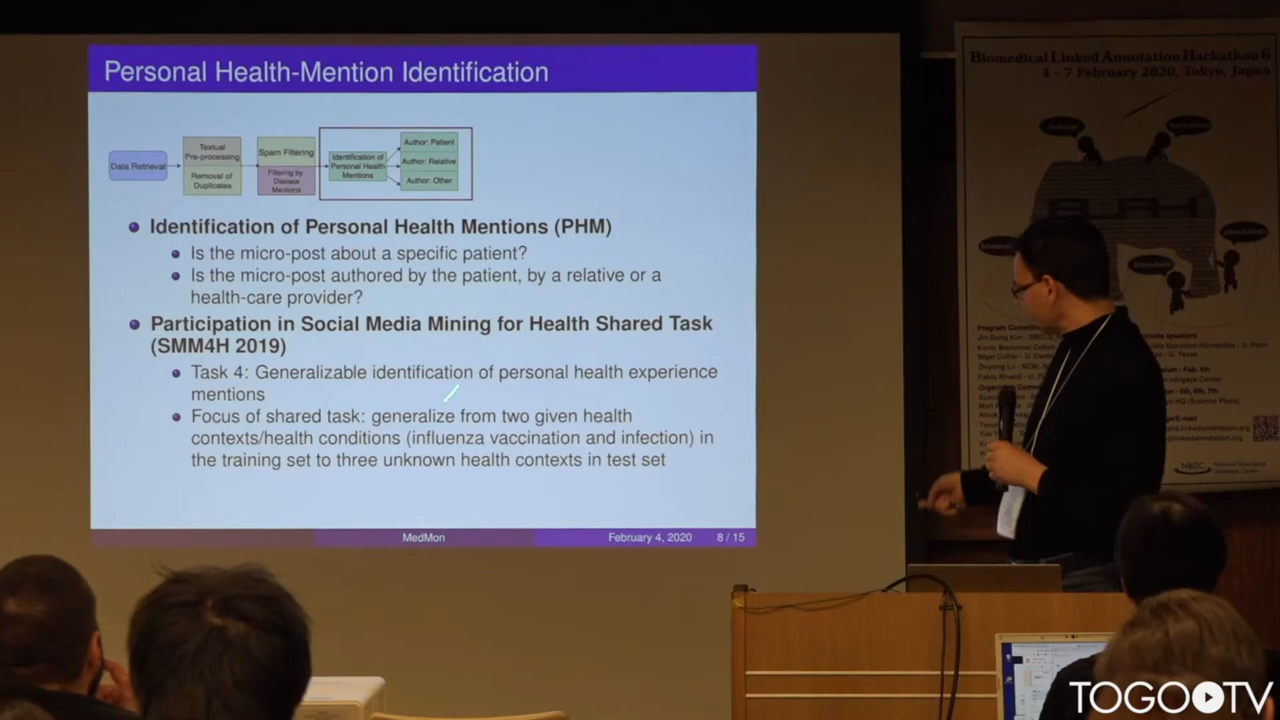 Personal Health-Mention Identification
Data Retrieval
Textual
Pre-processing
Removal of
Duplicates
Spam Filtering
Filtering by
Disease
Mentions
Identification of
Personal Health
Mentions
Author: Patient
Author: Relative
Author: Other
Identification of Personal Health Mentions (PHM)
Is the micro-post about a specific patient?
Is the micro-post authored by the patient, by a relative or a
health-care provider?
Participation in Social Media Mining for Health Shared Task
(SMM4H 2019)
Task 4: Generalizable identification of personal health experience
mentions
Focus of shared task: generalize from two given health
contexts/health conditions (influenza vaccination and infection) in
the training set to three unknown health contexts in test set
MedMon
February 4, 2020
8 / 15
Biomedical Linked Annotation Hackathon 6
4 - 7 February 2020, Tokyo, Japan
Program
NBDC
TOGO TV